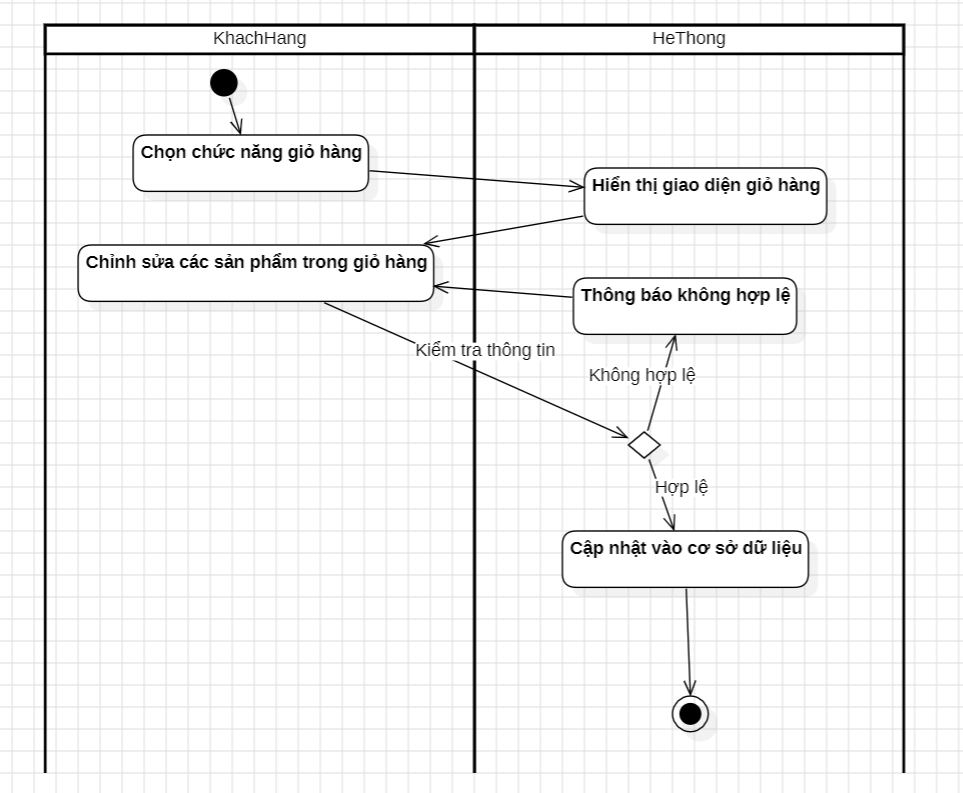 KhachHang
HeThong
Chọn chức năng giỏ hàng
Hiển thị giao diện giỏ hàng
Chỉnh sửa các sản phẩm trong giỏ hàng
Thông báo không hợp lệ
Kiểm tra thông tin
Không hợp lệ
Hợp lệ
Cập nhật vào cơ sở dữ liệu